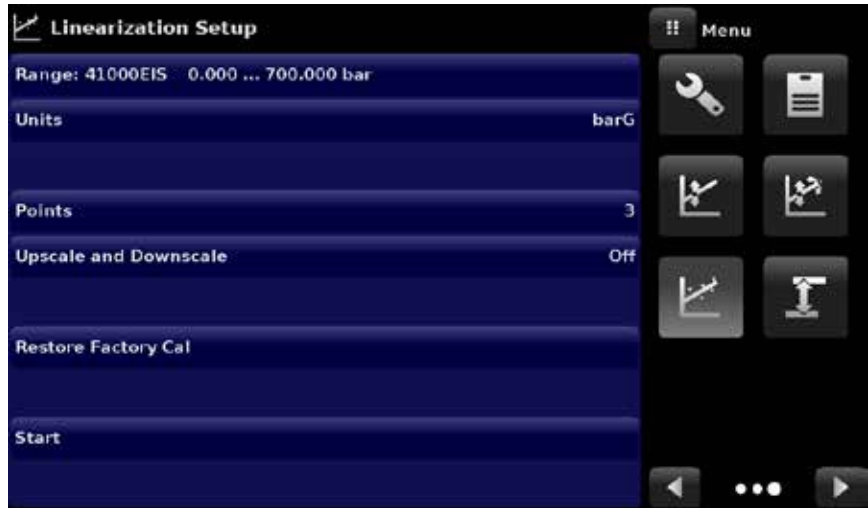 Linearization Setup
Menu
Range: 41000EIS 0.000 ... 700.000 bar
Units barG
Points 3
Upscale and Downscale Off
Restore Factory Cal
Start